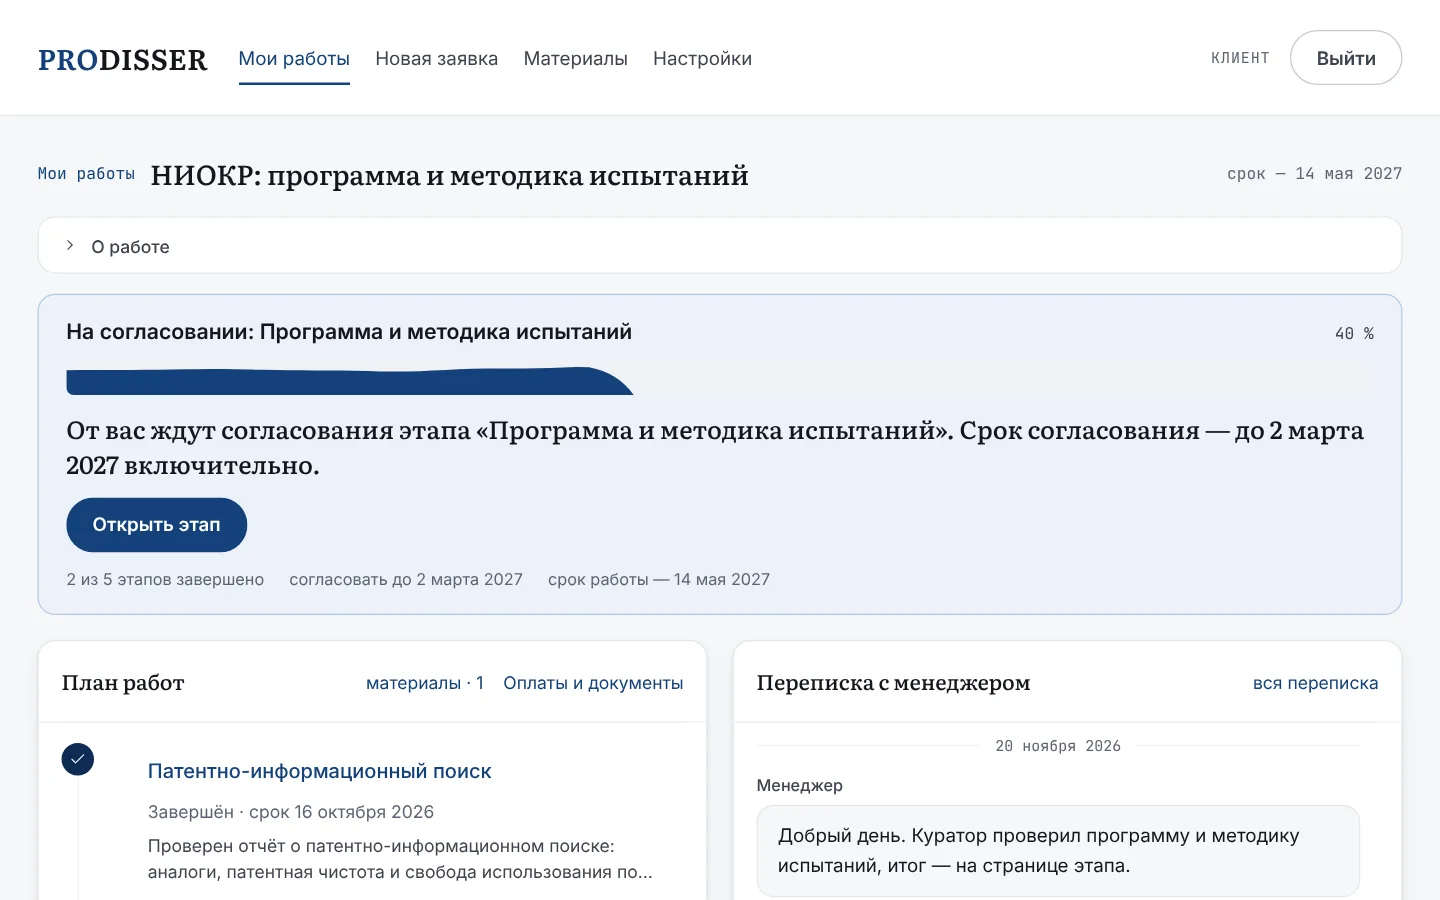 PRODISSER
Мои работы
Новая заявка
Материалы
Настройки
КЛИЕНТ
Выйти
Мои работы
НИОКР: программа и методика испытаний
срок — 14 мая 2027
О работе
На согласовании: Программа и методика испытаний
40 %
От вас ждут согласования этапа «Программа и методика испытаний». Срок согласования — до 2 марта
2027 включительно.
Открыть этап
2 из 5 этапов завершено
согласовать до 2 марта 2027
срок работы — 14 мая 2027
План работ
материалы · 1
Оплаты и документы
Патентно-информационный поиск
Завершён · срок 16 октября 2026
Проверен отчёт о патентно-информационном поиске:
аналоги, патентная чистота и свобода использования по…
Переписка с менеджером
вся переписка
20 ноября 2026
Менеджер
Добрый день. Куратор проверил программу и методику
испытаний, итог — на странице этапа.